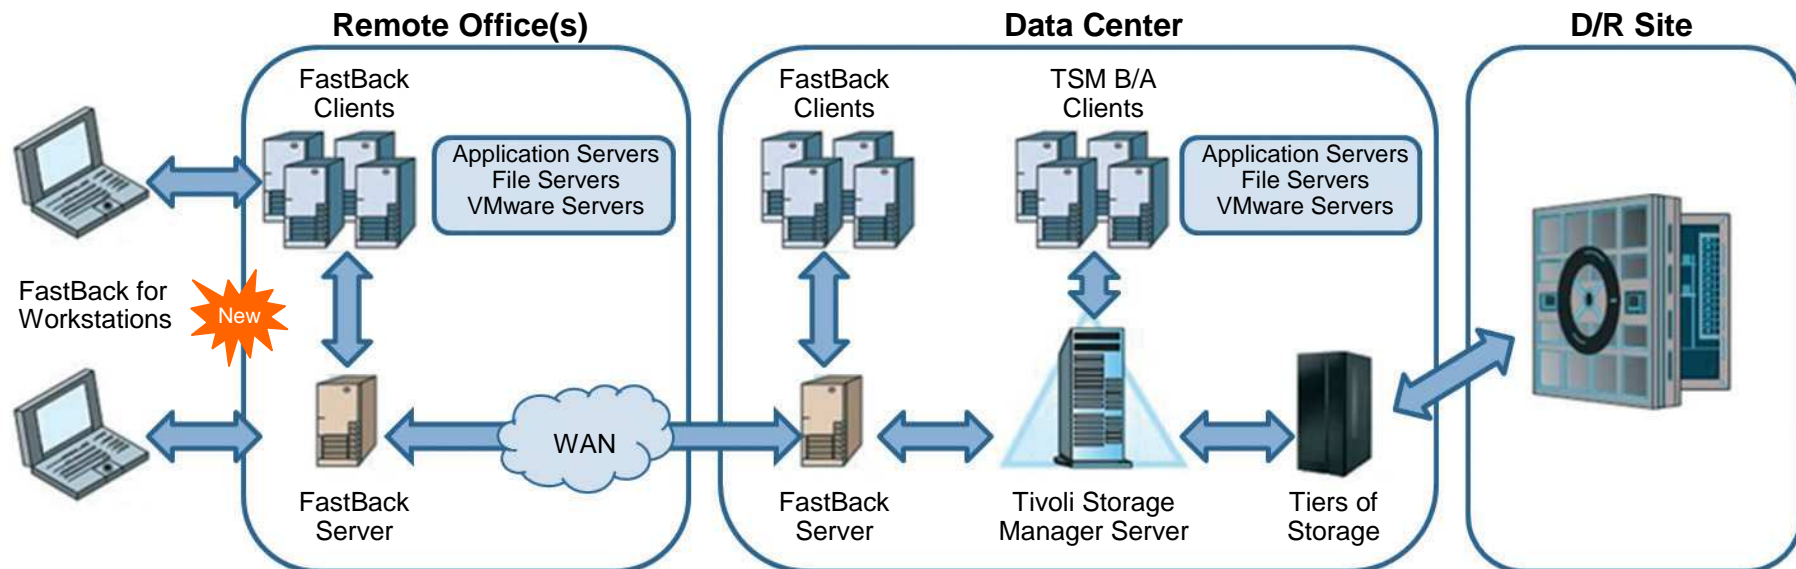 Remote Office(s)
Data Center
D/R Site
FastBack
Clients
Application Servers
File Servers
VMware Servers
FastBack for
Workstations
New
FastBack
Server
WAN
FastBack
Clients
TSM B/A
Clients
Application Servers
File Servers
VMware Servers
FastBack
Server
Tivoli Storage
Manager Server
Tiers of
Storage